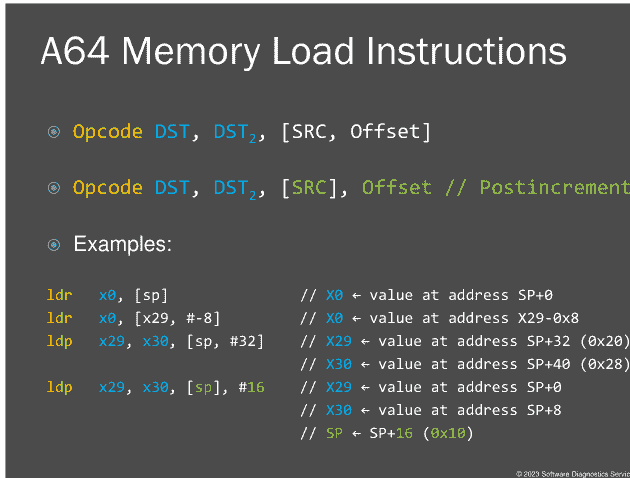 A64 Memory Load Instructions
Opcode DST, DST2, [SRC, Offset]
Opcode DST, DST2, [SRC], Offset // Postincrement
Examples:
ldr x0, [sp] // X0 ← value at address SP+0
ldr x0, [x29, #-8] // X0 ← value at address X29-0x8
ldp x29, x30, [sp, #32] // X29 ← value at address SP+32 (0x20)
// X30 ← value at address SP+40 (0x28)
ldp x29, x30, [sp], #16 // X29 ← value at address SP+0
// X30 ← value at address SP+8
// SP ← SP+16 (0x10)
© 2023 Software Diagnostics